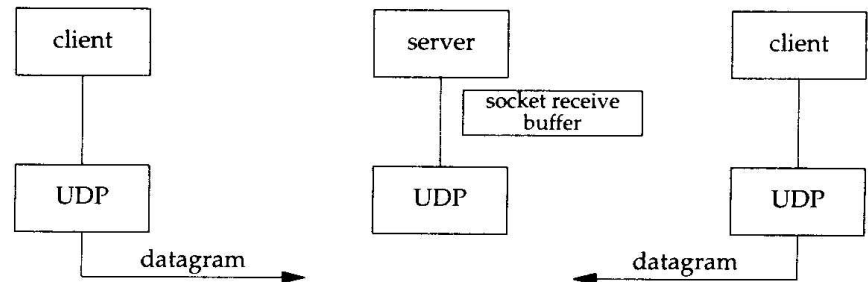 client
server
client
socket receive
buffer
UDP
UDP
UDP
datagram
datagram